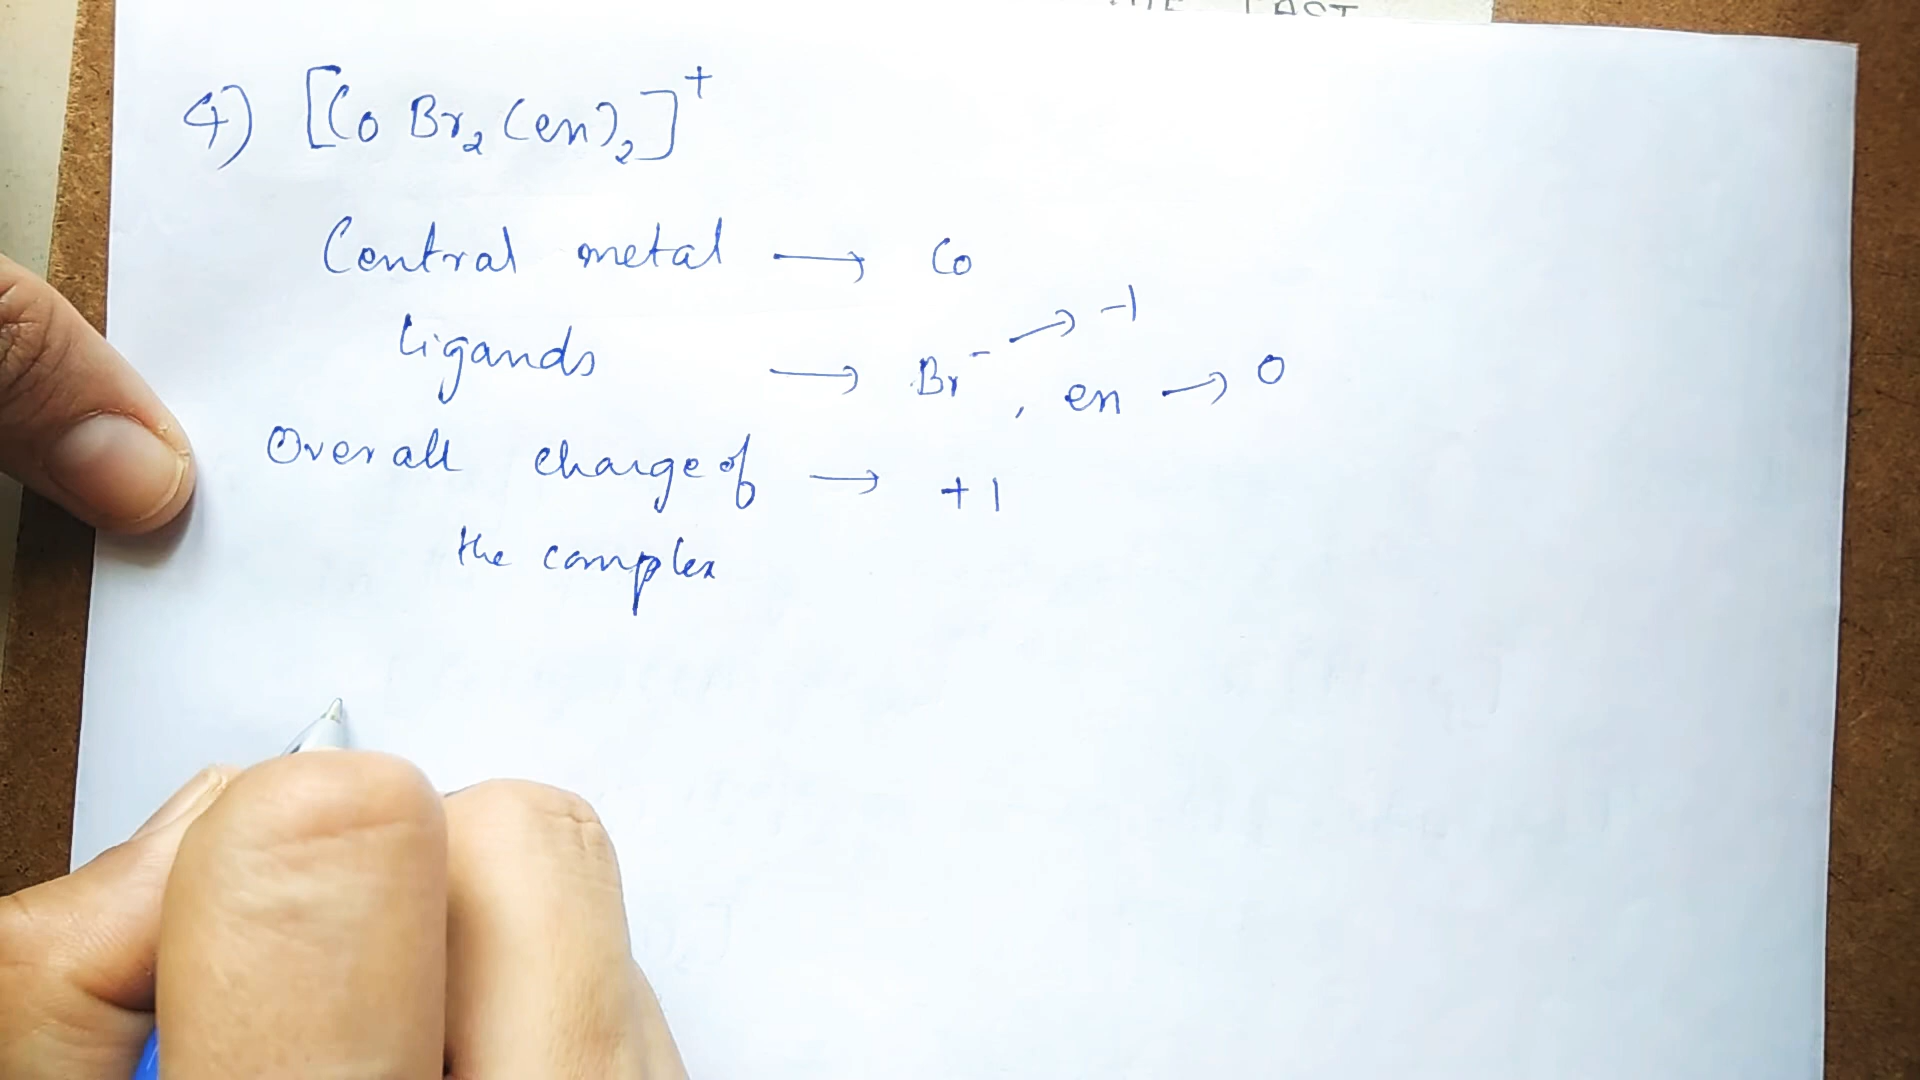 4) [Co Br₂ (en)₂]⁺
Central metal → Co
Ligands → Br⁻ → -1 , en → 0
Overall charge of → +1
the complex